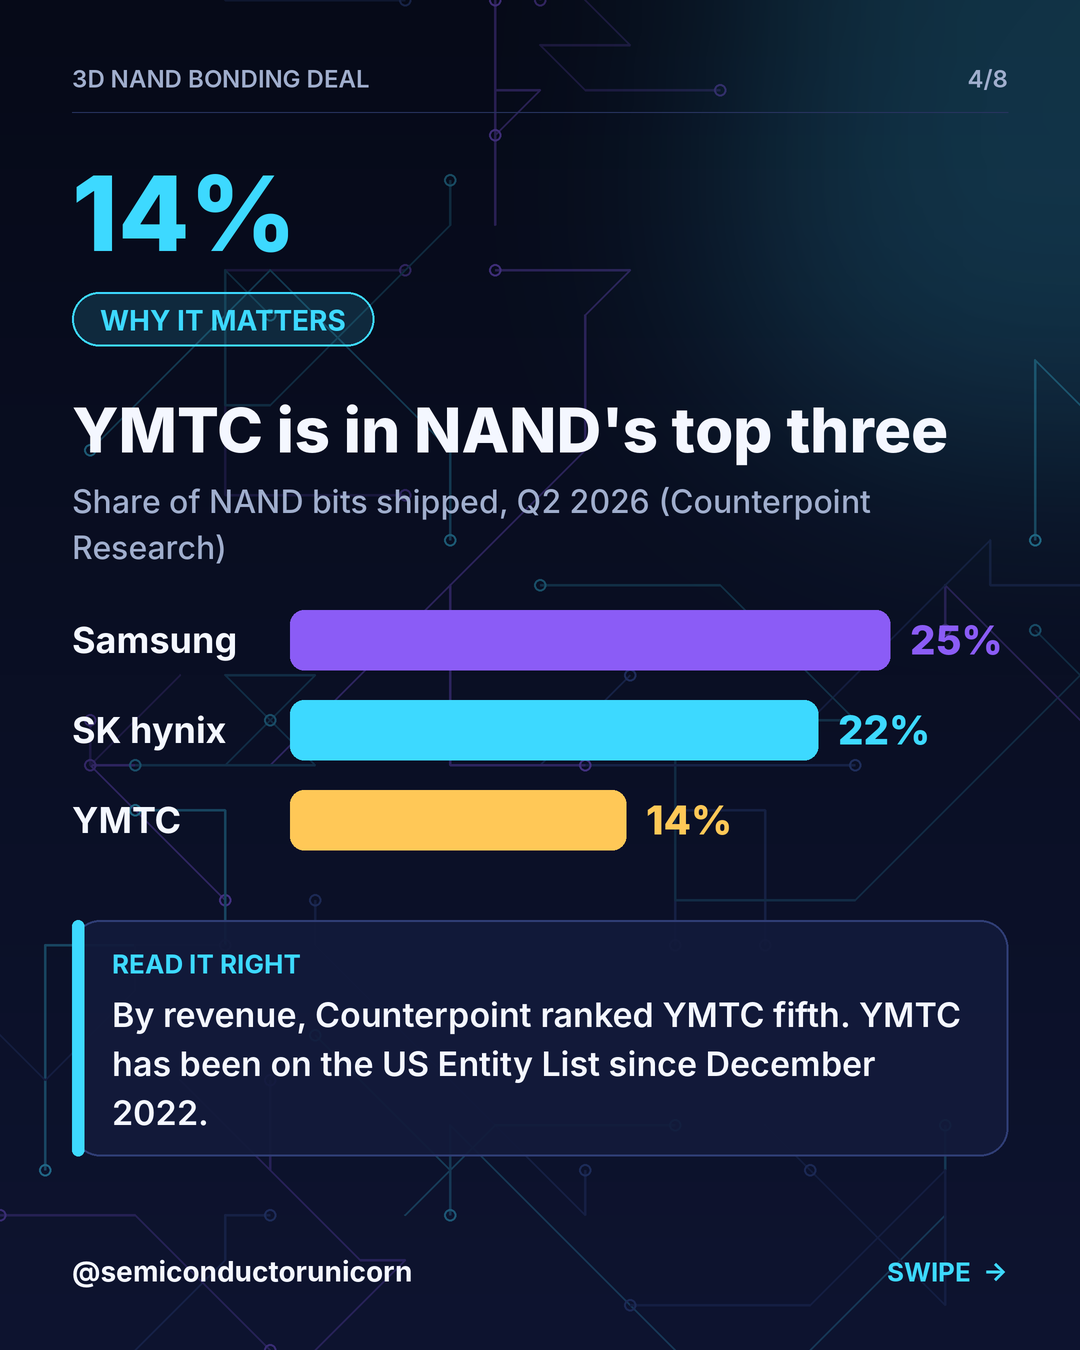 3D NAND BONDING DEAL
4/8
14%
WHY IT MATTERS
YMTC is in NAND's top three
Share of NAND bits shipped, Q2 2026 (Counterpoint
Research)
Samsung 25%
SK hynix 22%
YMTC 14%
READ IT RIGHT
By revenue, Counterpoint ranked YMTC fifth. YMTC
has been on the US Entity List since December
2022.
@semiconductorunicorn
SWIPE →